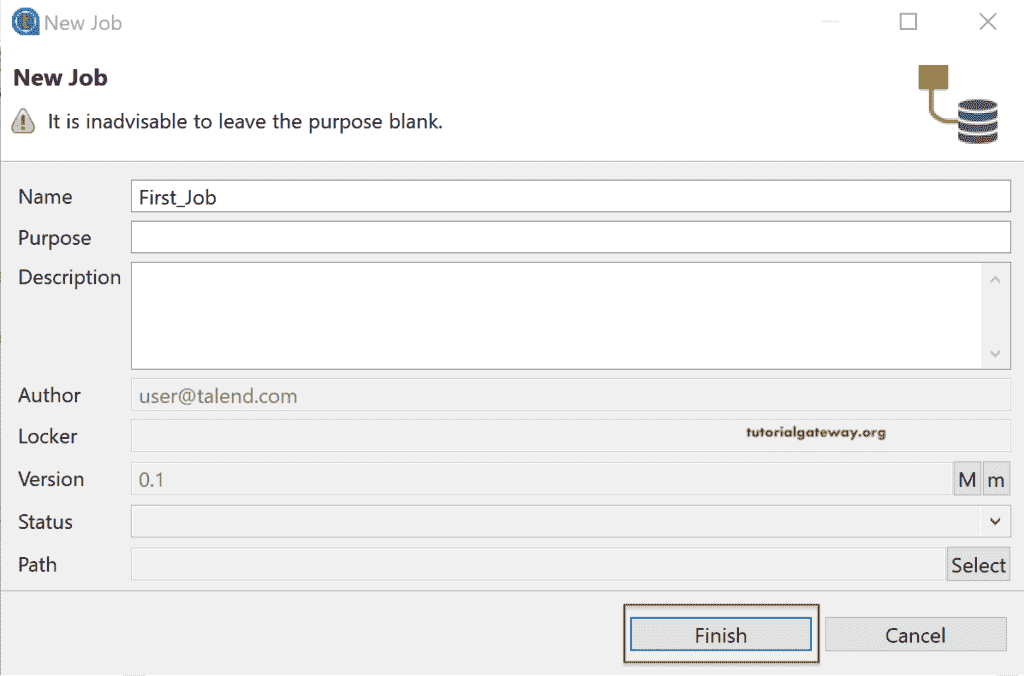 New Job
New Job
It is inadvisable to leave the purpose blank.
Name First_Job
Purpose
Description
Author user@talend.com
Locker
tutorialgateway.org
Version 0.1 M m
Status
Path Select
Finish Cancel